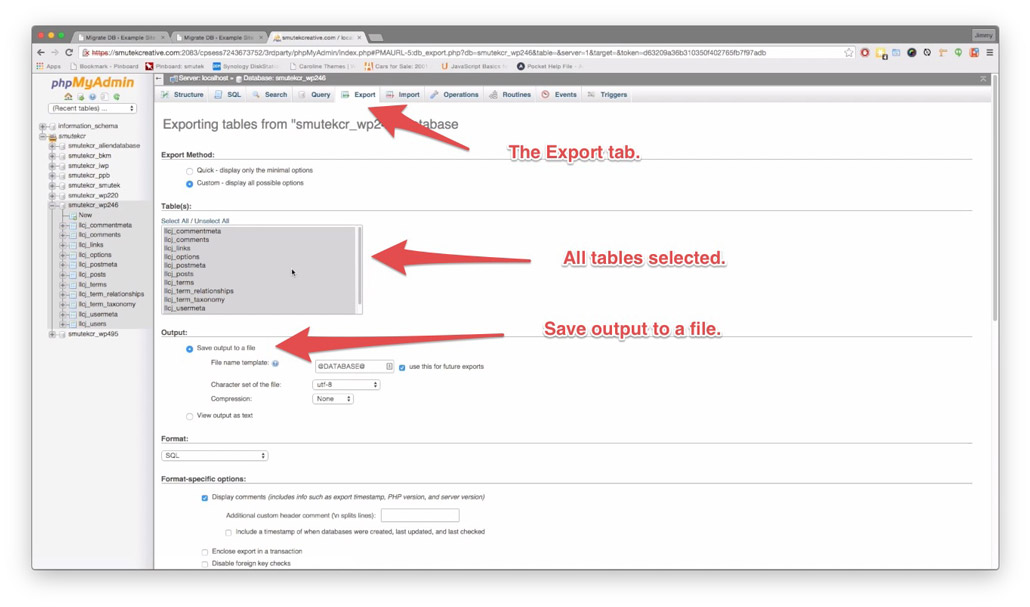 Migrate DB - Example Site
Migrate DB - Example Site
smutekcreative.com / local
Jimmy
https://smutekcreative.com:2083/cpsess7243673752/3rdparty/phpMyAdmin/index.php#PMAURL-5:db_export.php?db=smutekcr_wp246&table=&server=1&target=&token=d63209a36b310350f402765fb7f97adb
Apps
Bookmark - Pinboard
Pinboard: smutek
Synology DiskStati
Caroline Themes |
Cars for Sale: 200
JavaScript Basics fo
Pocket Help File -
phpMyAdmin
(Recent tables) ...
information_schema
smutekcr
smutekcr_aliendatabase
smutekcr_bkm
smutekcr_iwp
smutekcr_ppb
smutekcr_smutek
smutekcr_wp220
smutekcr_wp246
New
llcj_commentmeta
llcj_comments
llcj_links
llcj_options
llcj_postmeta
llcj_posts
llcj_terms
llcj_term_relationships
llcj_term_taxonomy
llcj_usermeta
llcj_users
smutekcr_wp495
Server: localhost » Database: smutekcr_wp246
Structure SQL Search Query Export Import Operations Routines Events Triggers
Exporting tables from "smutekcr_wp24 database
The Export tab.
Export Method:
Quick - display only the minimal options
Custom - display all possible options
Table(s):
Select All / Unselect All
llcj_commentmeta
llcj_comments
llcj_links
llcj_options
llcj_postmeta
llcj_posts
llcj_terms
llcj_term_relationships
llcj_term_taxonomy
llcj_usermeta
All tables selected.
Output:
Save output to a file
Save output to a file.
File name template: @DATABASE@ use this for future exports
Character set of the file: utf-8
Compression: None
View output as text
Format:
SQL
Format-specific options:
Display comments (includes info such as export timestamp, PHP version, and server version)
Additional custom header comment (\n splits lines):
Include a timestamp of when databases were created, last updated, and last checked
Enclose export in a transaction
Disable foreign key checks